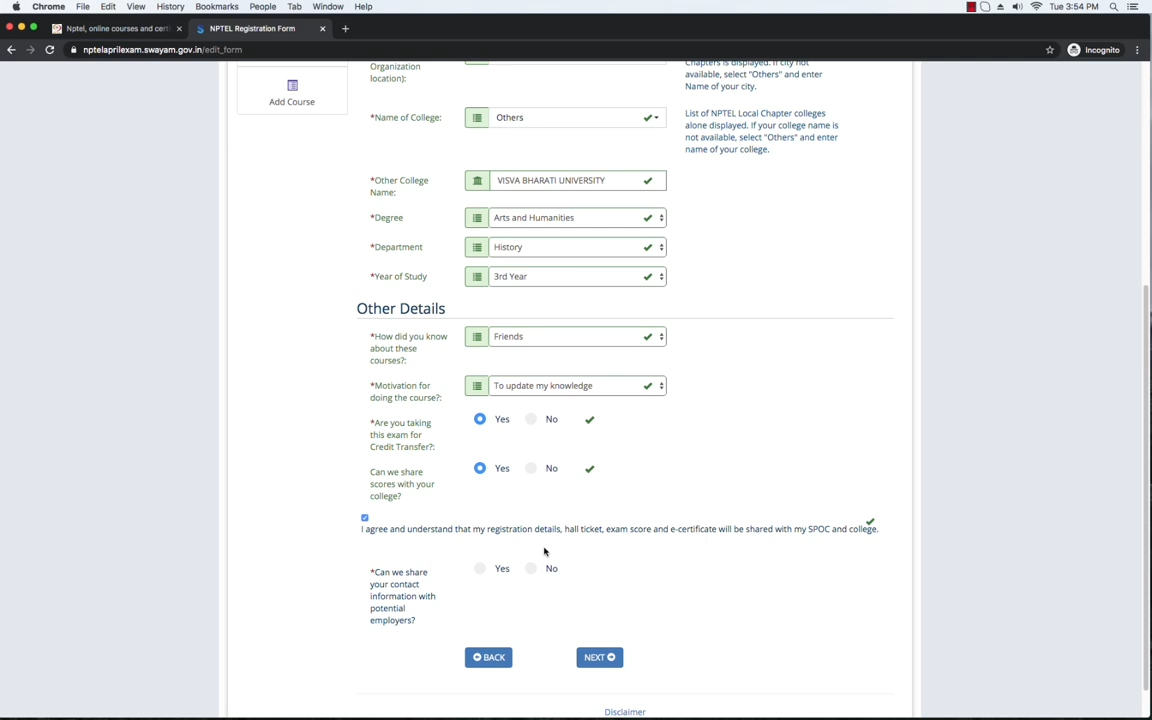 Chrome File Edit View History Bookmarks People Tab Window Help Tue 3:54 PM
Nptel, online courses and certi NPTEL Registration Form
nptelaprilexam.swayam.gov.in/edit_form Incognito
Add Course
Organization
location):
Chapters is displayed. If city not
available, select "Others" and enter
Name of your city.
*Name of College: Others
List of NPTEL Local Chapter colleges
alone displayed. If your college name is
not available, select "Others" and enter
name of your college.
*Other College
Name:
VISVA BHARATI UNIVERSITY
*Degree Arts and Humanities
*Department History
*Year of Study 3rd Year
Other Details
*How did you know
about these
courses?:
Friends
*Motivation for
doing the course?:
To update my knowledge
*Are you taking
this exam for
Credit Transfer?:
Yes No
Can we share
scores with your
college?
Yes No
I agree and understand that my registration details, hall ticket, exam score and e-certificate will be shared with my SPOC and college.
*Can we share
your contact
information with
potential
employers?
Yes No
BACK NEXT
Disclaimer